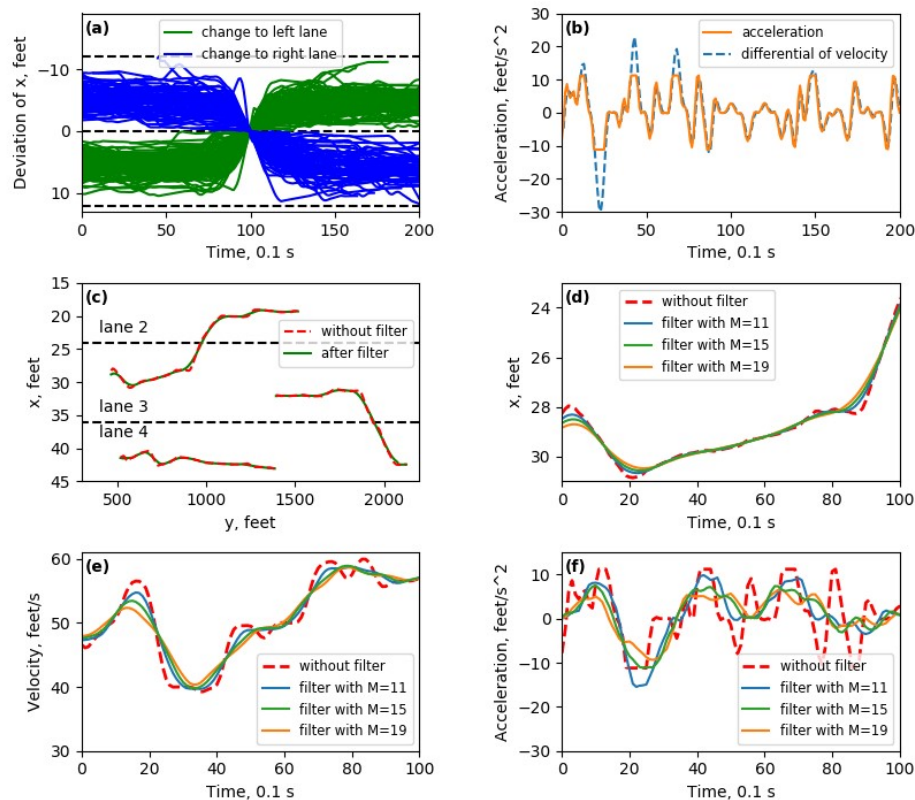 (a)
change to left lane
change to right lane
Deviation of x, feet
−10
0
10
0 50 100 150 200
Time, 0.1 s
(b)
acceleration
differential of velocity
Acceleration, feet/s^2
30
20
10
0
−10
−20
−30
0 50 100 150 200
Time, 0.1 s
(c)
lane 2
without filter
after filter
lane 3
lane 4
x, feet
15
20
25
30
35
40
45
500 1000 1500 2000
y, feet
(d)
without filter
filter with M=11
filter with M=15
filter with M=19
x, feet
24
26
28
30
0 20 40 60 80 100
Time, 0.1 s
(e)
without filter
filter with M=11
filter with M=15
filter with M=19
Velocity, feet/s
60
50
40
30
0 20 40 60 80 100
Time, 0.1 s
(f)
without filter
filter with M=11
filter with M=15
filter with M=19
Acceleration, feet/s^2
10
0
−10
−20
−30
0 20 40 60 80 100
Time, 0.1 s